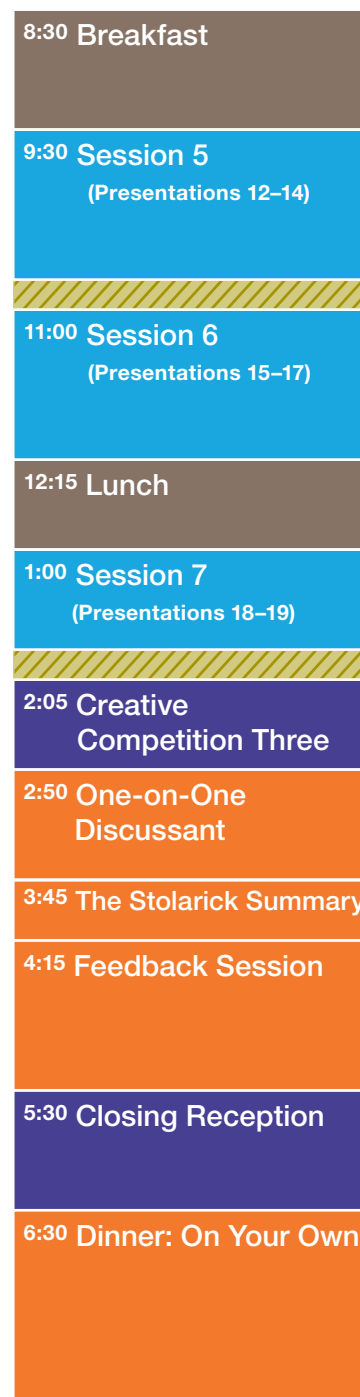 8:30 Breakfast
9:30 Session 5
(Presentations 12–14)
11:00 Session 6
(Presentations 15–17)
12:15 Lunch
1:00 Session 7
(Presentations 18–19)
2:05 Creative
Competition Three
2:50 One-on-One
Discussant
3:45 The Stolarick Summary
4:15 Feedback Session
5:30 Closing Reception
6:30 Dinner: On Your Own